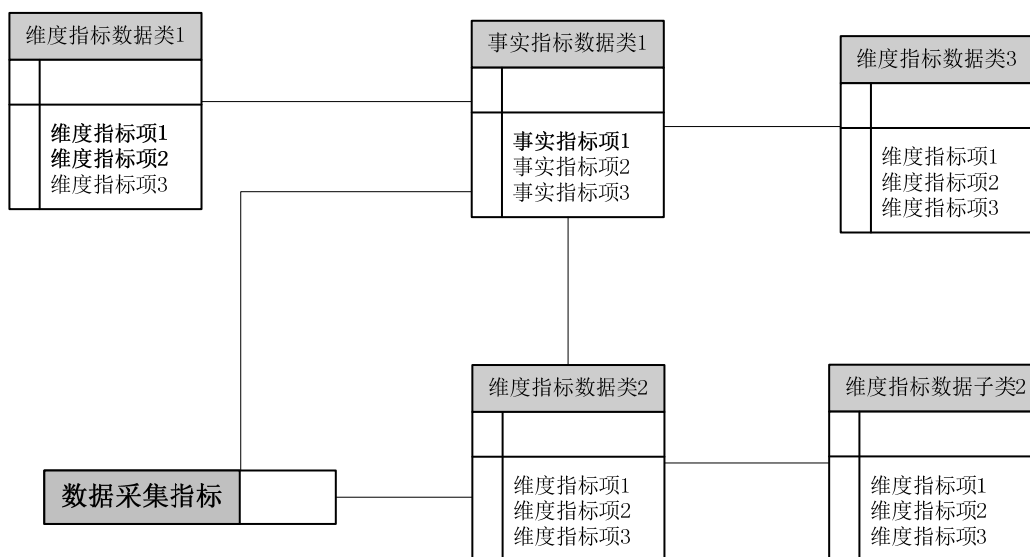 维度指标数据类1
维度指标项1
维度指标项2
维度指标项3
事实指标数据类1
事实指标项1
事实指标项2
事实指标项3
维度指标数据类3
维度指标项1
维度指标项2
维度指标项3
数据采集指标
维度指标数据类2
维度指标项1
维度指标项2
维度指标项3
维度指标数据子类2
维度指标项1
维度指标项2
维度指标项3